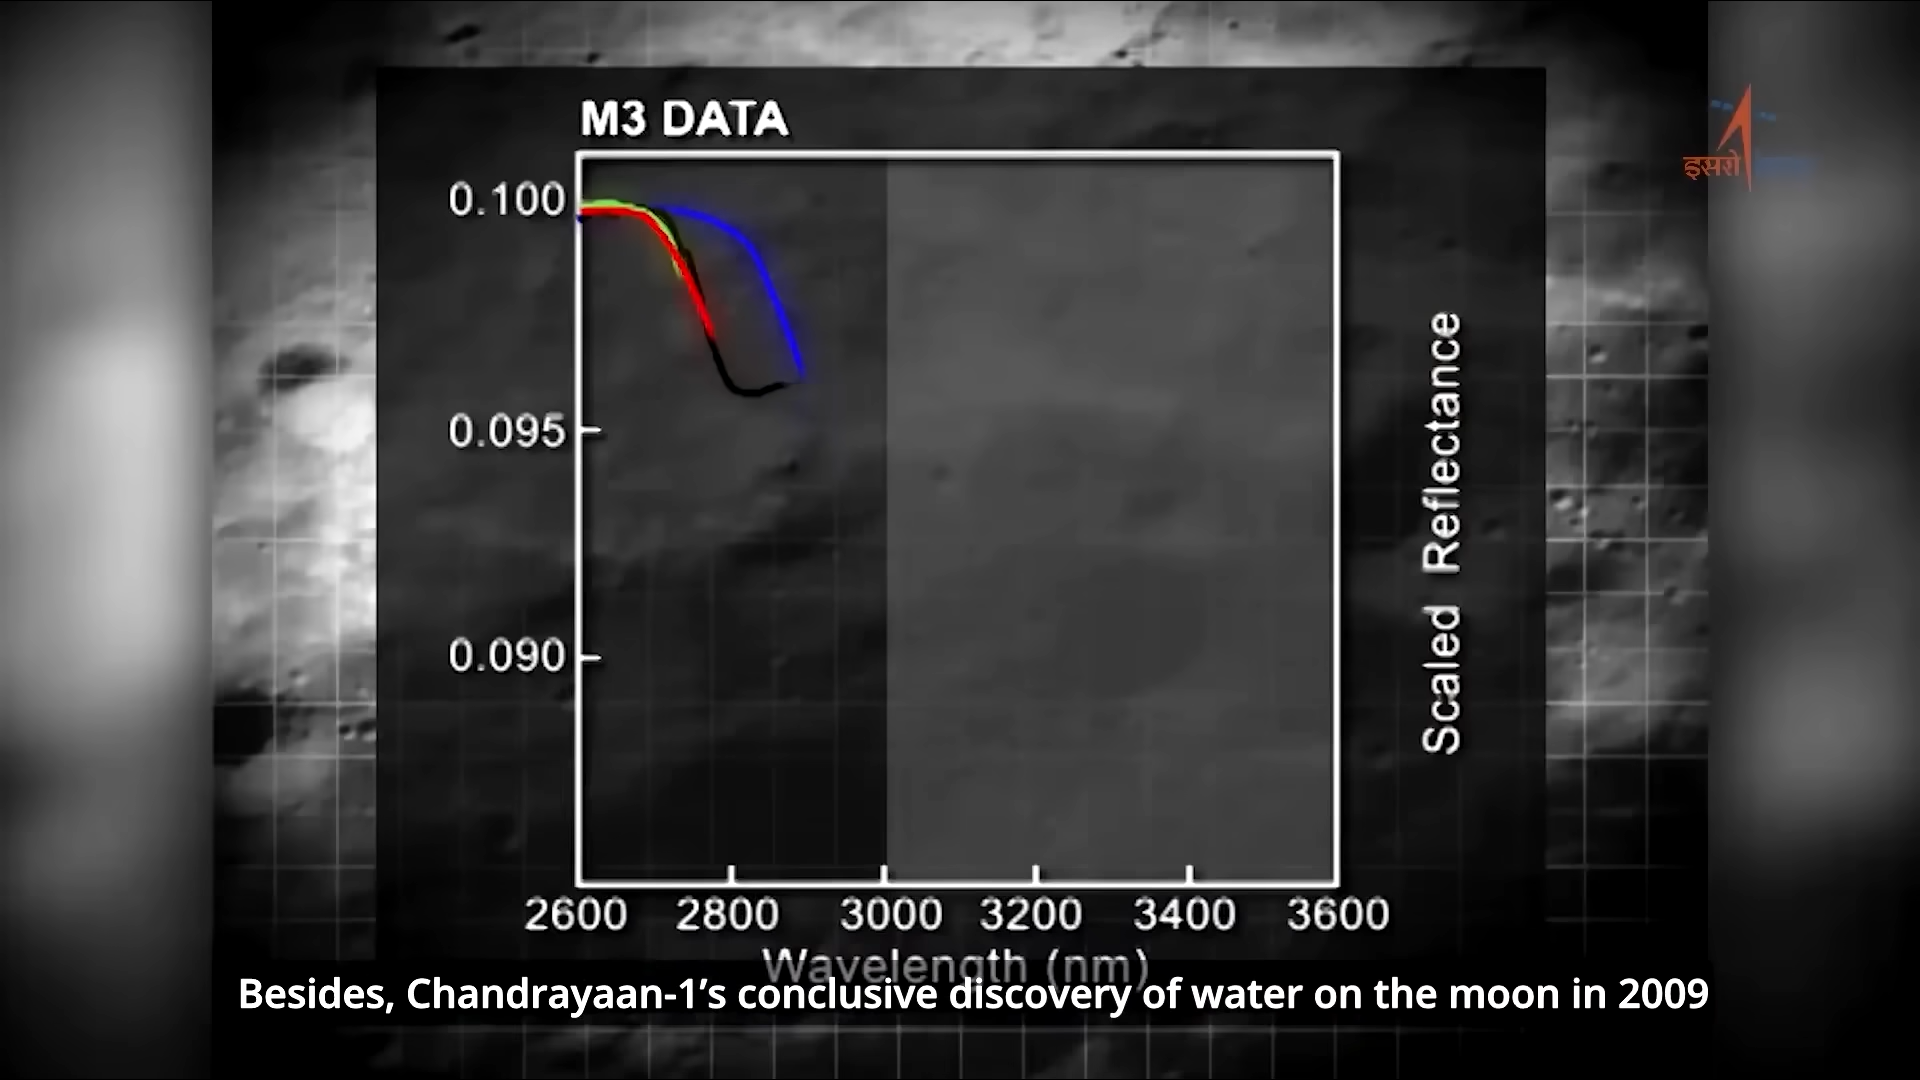 M3 DATA
0.100
0.095
0.090
2600 2800 3000 3200 3400 3600
Wavelength (nm)
Scaled Reflectance
इसरो
Besides, Chandrayaan-1’s conclusive discovery of water on the moon in 2009